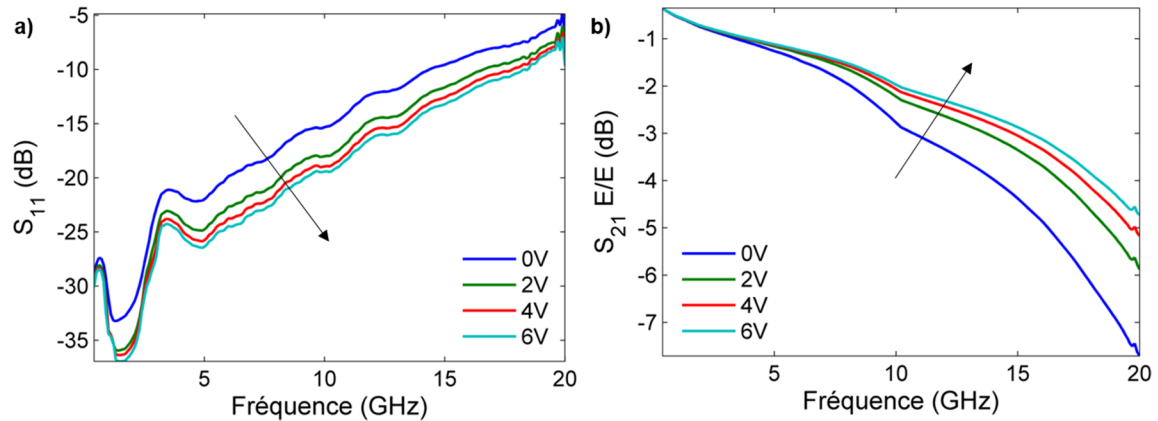 a)
S11 (dB)
-5
-10
-15
-20
-25
-30
-35
5
10
15
20
Fréquence (GHz)
0V
2V
4V
6V
b)
S21 E/E (dB)
-1
-2
-3
-4
-5
-6
-7
5
10
15
20
Fréquence (GHz)
0V
2V
4V
6V